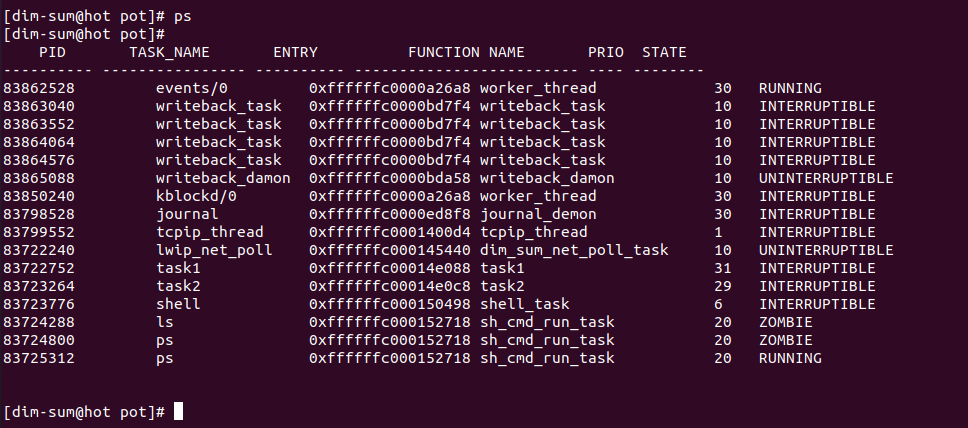 [dim-sum@hot pot]# ps
[dim-sum@hot pot]#
PID TASK_NAME ENTRY FUNCTION NAME PRIO STATE
---------- ---------------- ---------- ------------------------- ---- --------
83862528 events/0 0xffffffc0000a26a8 worker_thread 30 RUNNING
83863040 writeback_task 0xffffffc0000bd7f4 writeback_task 10 INTERRUPTIBLE
83863552 writeback_task 0xffffffc0000bd7f4 writeback_task 10 INTERRUPTIBLE
83864064 writeback_task 0xffffffc0000bd7f4 writeback_task 10 INTERRUPTIBLE
83864576 writeback_task 0xffffffc0000bd7f4 writeback_task 10 INTERRUPTIBLE
83865088 writeback_damon 0xffffffc0000bda58 writeback_damon 10 UNINTERRUPTIBLE
83850240 kblockd/0 0xffffffc0000a26a8 worker_thread 30 INTERRUPTIBLE
83798528 journal 0xffffffc0000ed8f8 journal_demon 30 INTERRUPTIBLE
83799552 tcpip_thread 0xffffffc0001400d4 tcpip_thread 1 INTERRUPTIBLE
83722240 lwip_net_poll 0xffffffc000145440 dim_sum_net_poll_task 10 UNINTERRUPTIBLE
83722752 task1 0xffffffc00014e088 task1 31 INTERRUPTIBLE
83723264 task2 0xffffffc00014e0c8 task2 29 INTERRUPTIBLE
83723776 shell 0xffffffc000150498 shell_task 6 INTERRUPTIBLE
83724288 ls 0xffffffc000152718 sh_cmd_run_task 20 ZOMBIE
83724800 ps 0xffffffc000152718 sh_cmd_run_task 20 ZOMBIE
83725312 ps 0xffffffc000152718 sh_cmd_run_task 20 RUNNING
[dim-sum@hot pot]#